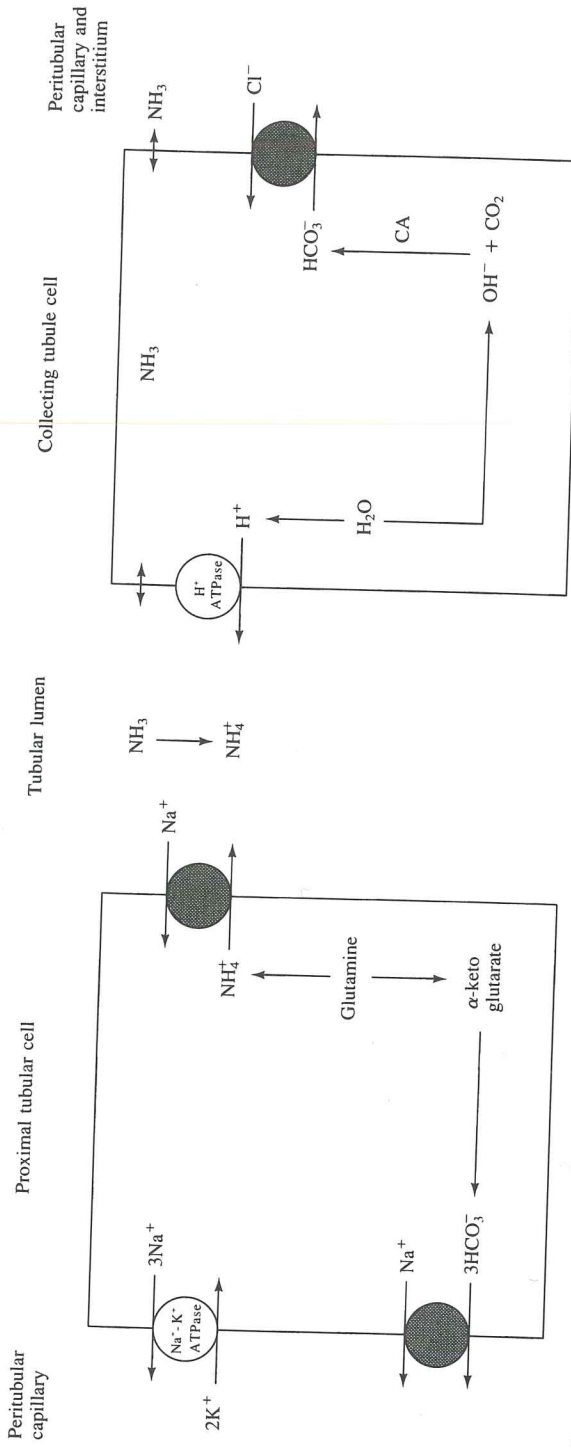 Peritubular
capillary
Proximal tubular cell
Tubular lumen
Collecting tubule cell
Peritubular
capillary and
interstitium
3Na⁺
Na⁺-K⁺
ATPase
2K⁺
Na⁺
3HCO₃⁻
Na⁺
NH₄⁺
Glutamine
α-keto
glutarate
NH₃
NH₄⁺
H⁺
ATPase
H⁺
H₂O
NH₃
NH₃
Cl⁻
HCO₃⁻
CA
OH⁻ + CO₂